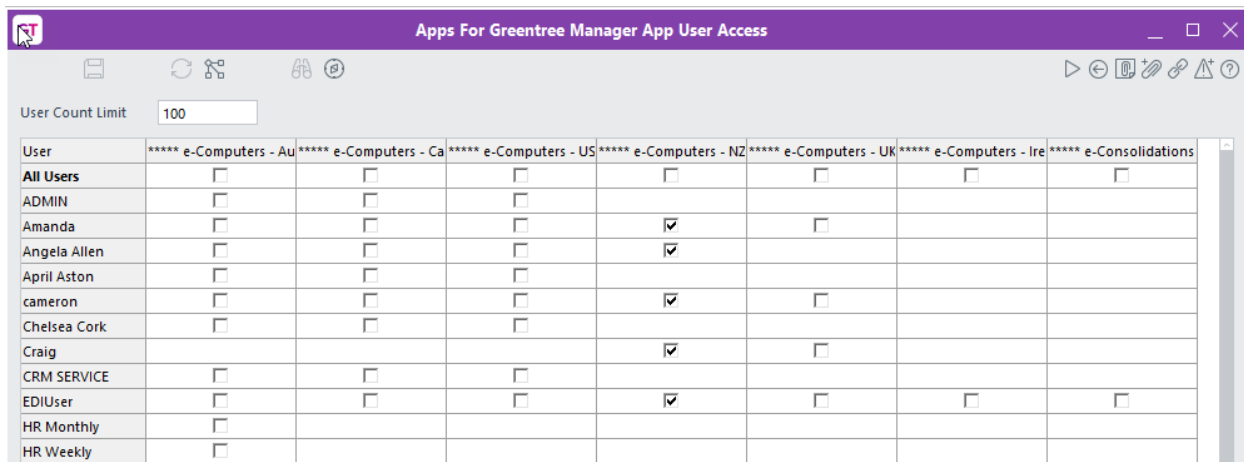 GT
Apps For Greentree Manager App User Access
User Count Limit 100
User ***** e-Computers - Au ***** e-Computers - Ca ***** e-Computers - US ***** e-Computers - NZ ***** e-Computers - UK ***** e-Computers - Ire ***** e-Consolidations
All Users
ADMIN
Amanda
Angela Allen
April Aston
cameron
Chelsea Cork
Craig
CRM SERVICE
EDIUser
HR Monthly
HR Weekly